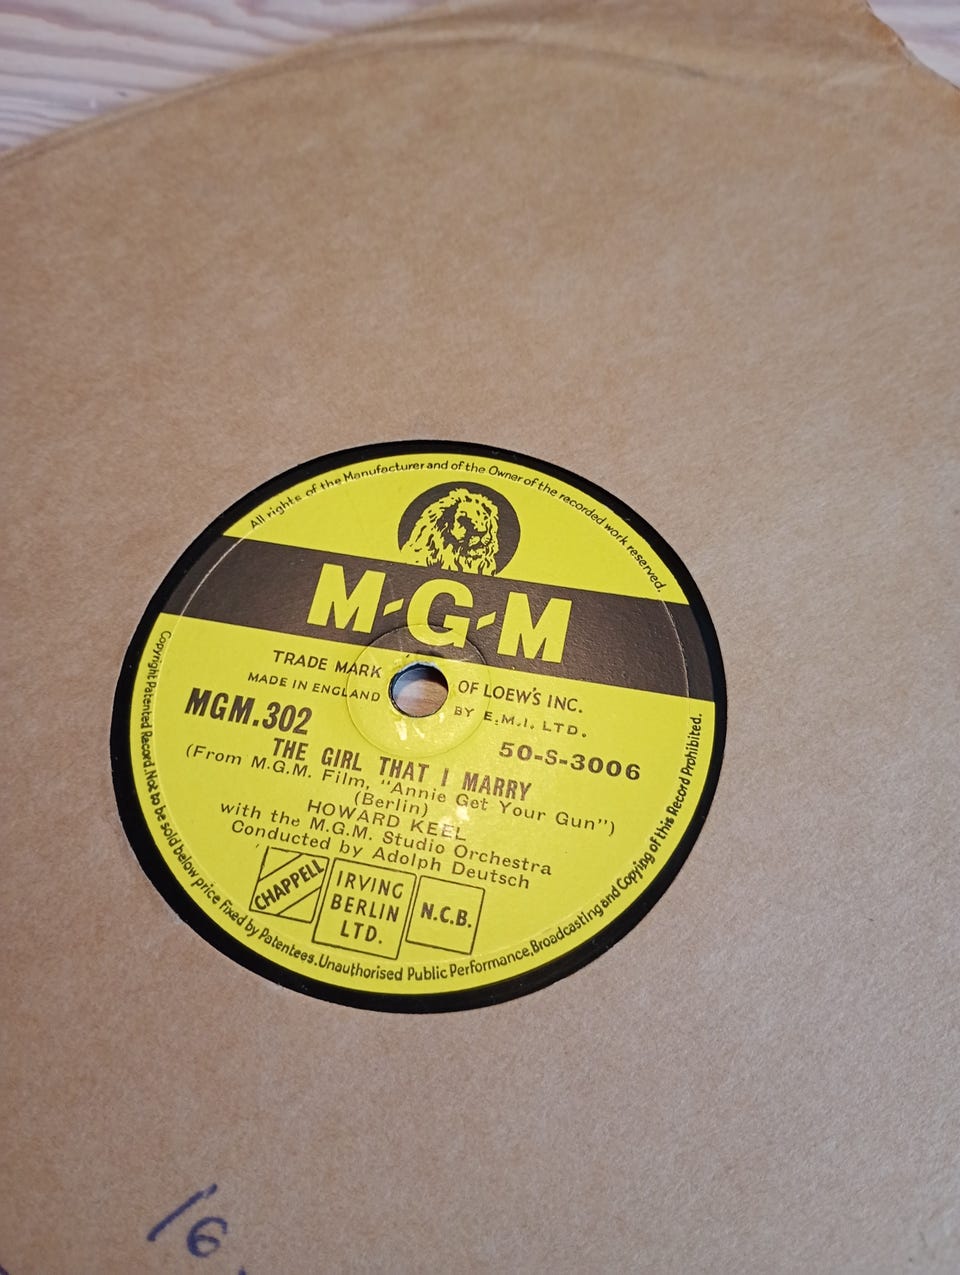 All rights of the Manufacturer and of the Owner of the recorded work reserved.
M-G-M
TRADE MARK OF LOEW'S INC.
MADE IN ENGLAND BY E.M.I. LTD.
MGM.302
50-S-3006
THE GIRL THAT I MARRY
(From M.G.M. Film, "Annie Get Your Gun")
(Berlin)
HOWARD KEEL
with the M.G.M. Studio Orchestra
Conducted by Adolph Deutsch
CHAPPELL
IRVING
BERLIN
LTD.
N.C.B.
Copyright Patented Record. Not to be sold below price fixed by Patentees. Unauthorised Public Performance, Broadcasting and Copying of this Record Prohibited.
/6